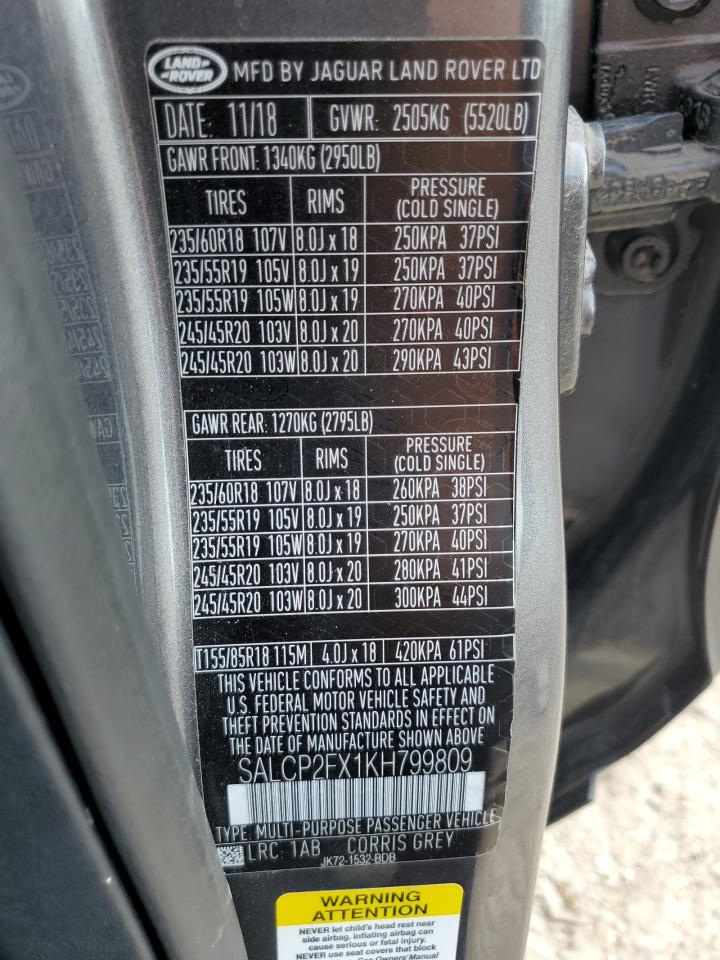 LAND ROVER MFD BY JAGUAR LAND ROVER LTD
DATE: 11/18 GVWR: 2505KG (5520LB)
GAWR FRONT: 1340KG (2950LB)
TIRES RIMS PRESSURE (COLD SINGLE)
235/60R18 107V 8.0J x 18 250KPA 37PSI
235/55R19 105V 8.0J x 19 250KPA 37PSI
235/55R19 105W 8.0J x 19 270KPA 40PSI
245/45R20 103V 8.0J x 20 270KPA 40PSI
245/45R20 103W 8.0J x 20 290KPA 43PSI
GAWR REAR: 1270KG (2795LB)
TIRES RIMS PRESSURE (COLD SINGLE)
235/60R18 107V 8.0J x 18 260KPA 38PSI
235/55R19 105V 8.0J x 19 250KPA 37PSI
235/55R19 105W 8.0J x 19 270KPA 40PSI
245/45R20 103V 8.0J x 20 280KPA 41PSI
245/45R20 103W 8.0J x 20 300KPA 44PSI
T155/85R18 115M 4.0J x 18 420KPA 61PSI
THIS VEHICLE CONFORMS TO ALL APPLICABLE
U.S. FEDERAL MOTOR VEHICLE SAFETY AND
THEFT PREVENTION STANDARDS IN EFFECT ON
THE DATE OF MANUFACTURE SHOWN ABOVE
SALCP2FX1KH799809
TYPE: MULTI-PURPOSE PASSENGER VEHICLE
LRC: 1AB CORRIS GREY
JK72-1532-BDB
WARNING
ATTENTION
NEVER let child's head rest near
side airbag. inflating airbag can
cause serious or fatal injury.
NEVER use seat covers that do not
See Owners' Manual